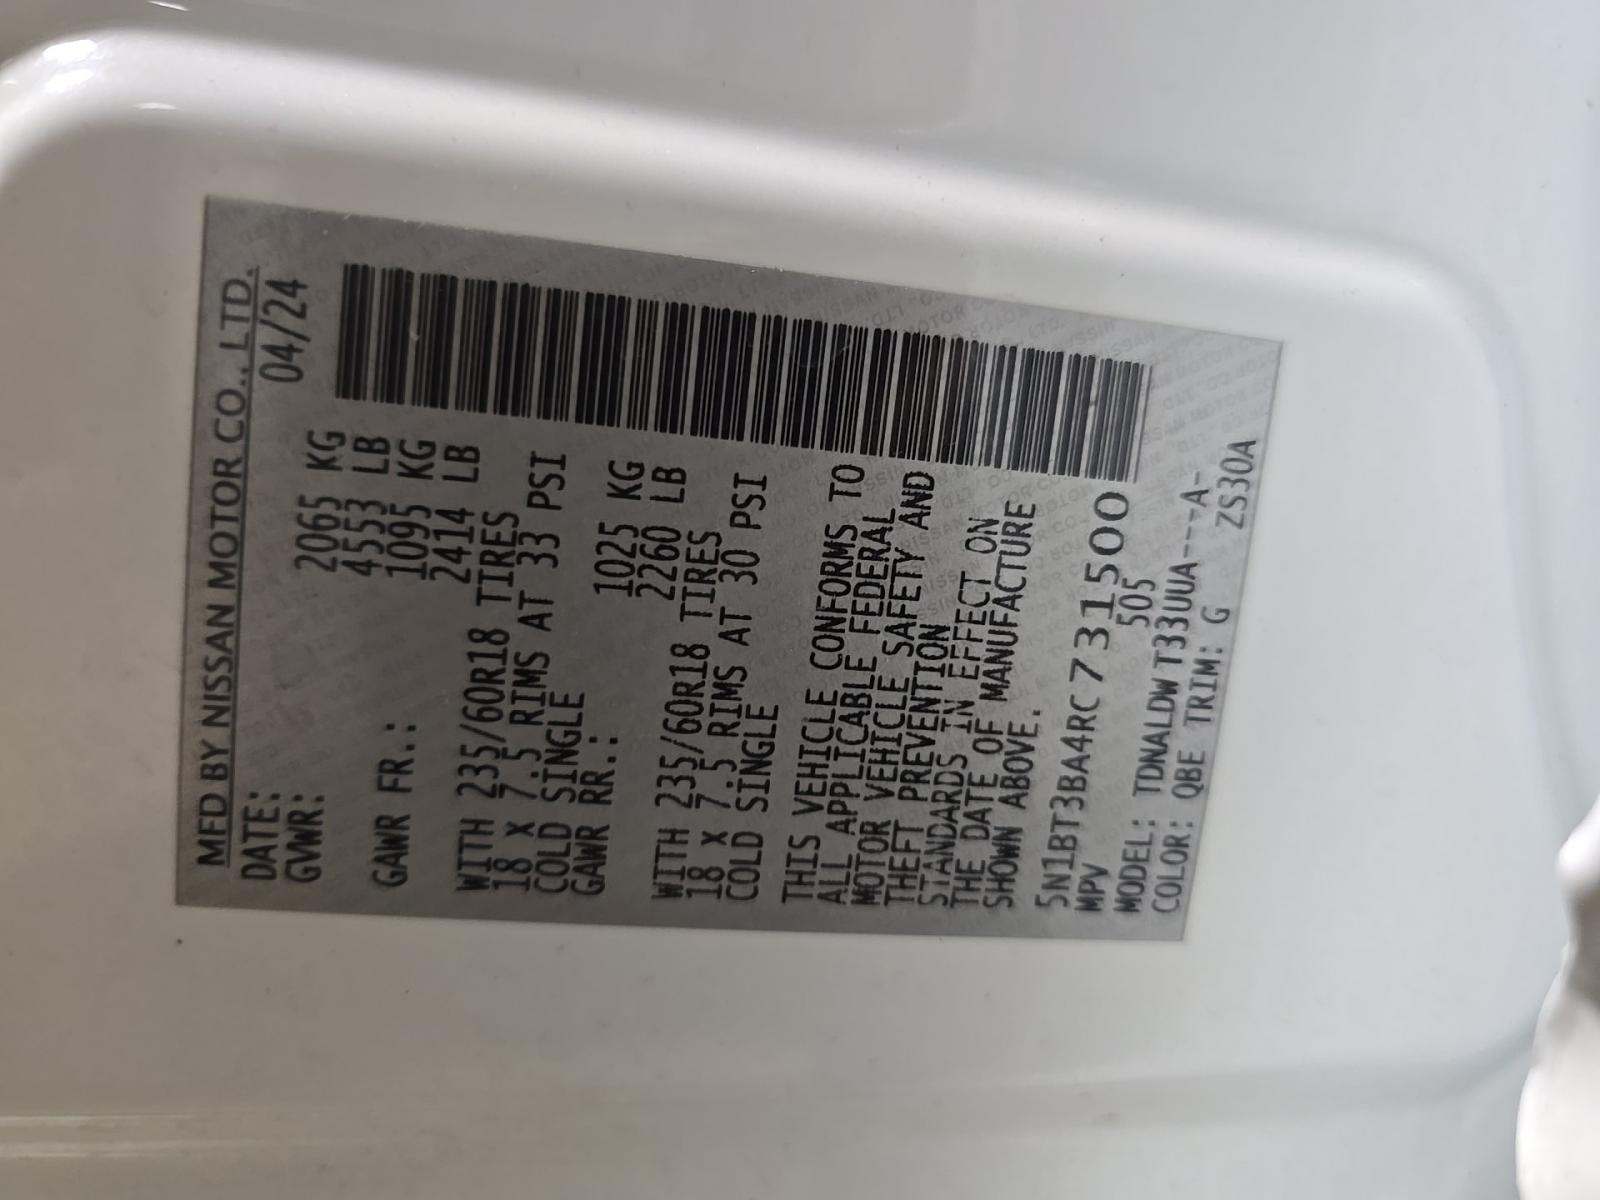 MFD BY NISSAN MOTOR CO., LTD.
DATE: 04/24
GVWR: 2065 KG
4553 LB
GAWR FR.: 1095 KG
2414 LB
WITH 235/60R18 TIRES
18 X 7.5 RIMS AT 33 PSI
COLD SINGLE
GAWR RR.: 1025 KG
2260 LB
WITH 235/60R18 TIRES
18 X 7.5 RIMS AT 30 PSI
COLD SINGLE
THIS VEHICLE CONFORMS TO
ALL APPLICABLE FEDERAL
MOTOR VEHICLE SAFETY AND
THEFT PREVENTION
STANDARDS IN EFFECT ON
THE DATE OF MANUFACTURE
SHOWN ABOVE.
5N1BT3BA4RC731500
MPV 505
MODEL: TDNALDW T33UUA---A-
COLOR: QBE TRIM: G ZS30A